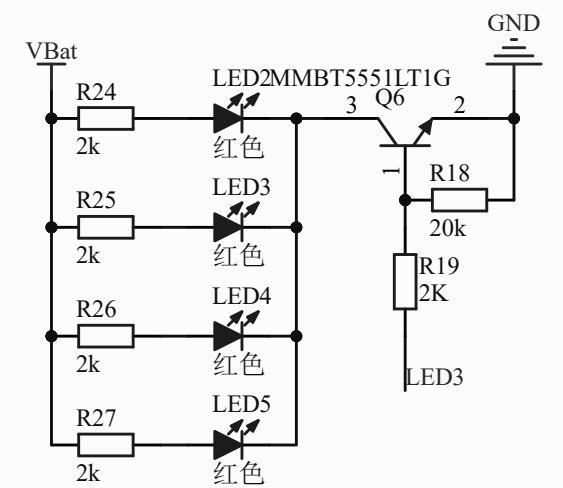 GND
VBat
LED2MMBT5551LT1G
R24
Q6
3
2
2k
红色
1
R18
LED3
R25
20k
2k
红色
R19
2K
LED4
R26
2k
红色
LED3
LED5
R27
2k
红色